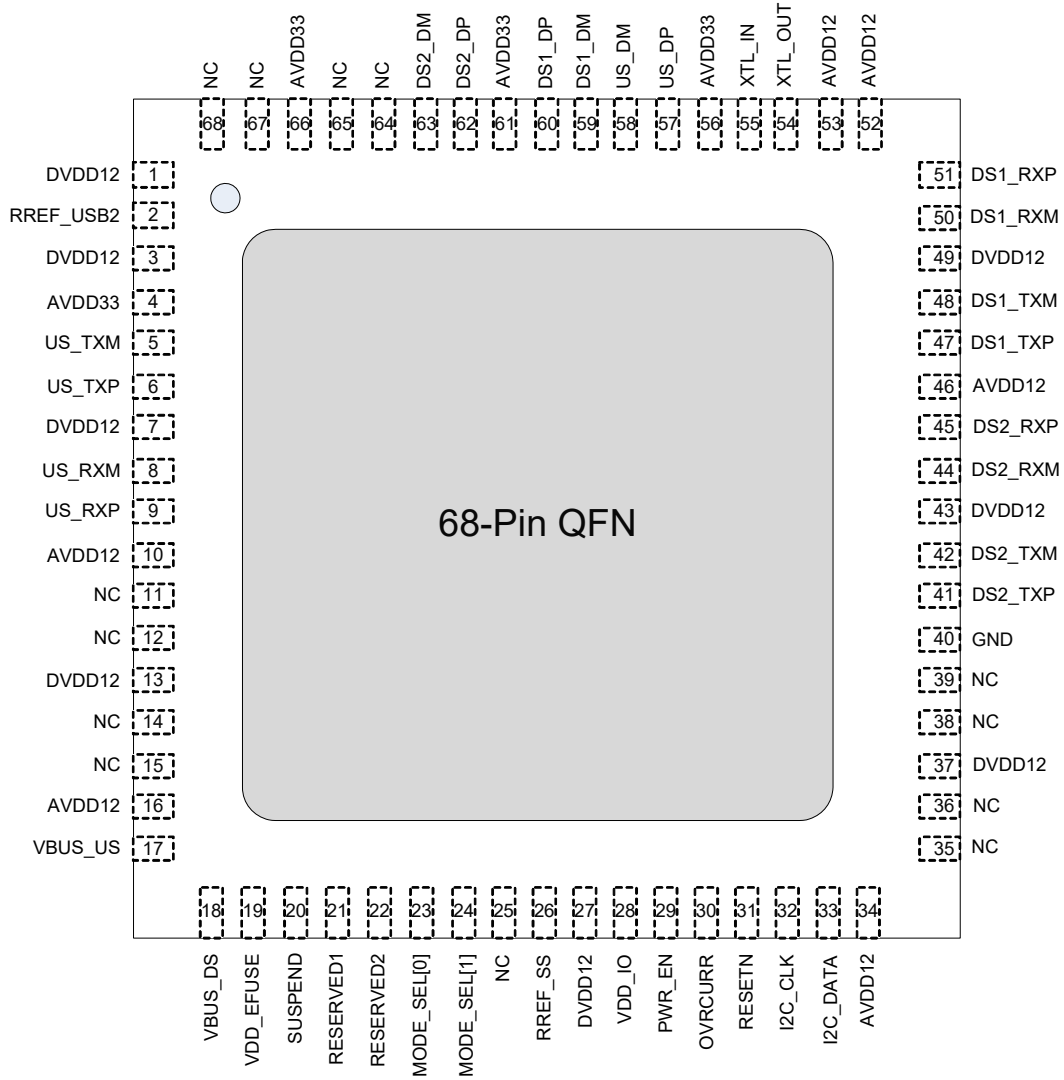 NC
NC
AVDD33
NC
NC
DS2_DM
DS2_DP
AVDD33
DS1_DP
DS1_DM
US_DM
US_DP
AVDD33
XTL_IN
XTL_OUT
AVDD12
AVDD12
68 67 66 65 64 63 62 61 60 59 58 57 56 55 54 53 52
DVDD12 1
RREF_USB2 2
DVDD12 3
AVDD33 4
US_TXM 5
US_TXP 6
DVDD12 7
US_RXM 8
US_RXP 9
AVDD12 10
NC 11
NC 12
DVDD12 13
NC 14
NC 15
AVDD12 16
VBUS_US 17
68-Pin QFN
51 DS1_RXP
50 DS1_RXM
49 DVDD12
48 DS1_TXM
47 DS1_TXP
46 AVDD12
45 DS2_RXP
44 DS2_RXM
43 DVDD12
42 DS2_TXM
41 DS2_TXP
40 GND
39 NC
38 NC
37 DVDD12
36 NC
35 NC
18 19 20 21 22 23 24 25 26 27 28 29 30 31 32 33 34
VBUS_DS
VDD_EFUSE
SUSPEND
RESERVED1
RESERVED2
MODE_SEL[0]
MODE_SEL[1]
NC
RREF_SS
DVDD12
VDD_IO
PWR_EN
OVRCURR
RESETN
I2C_CLK
I2C_DATA
AVDD12